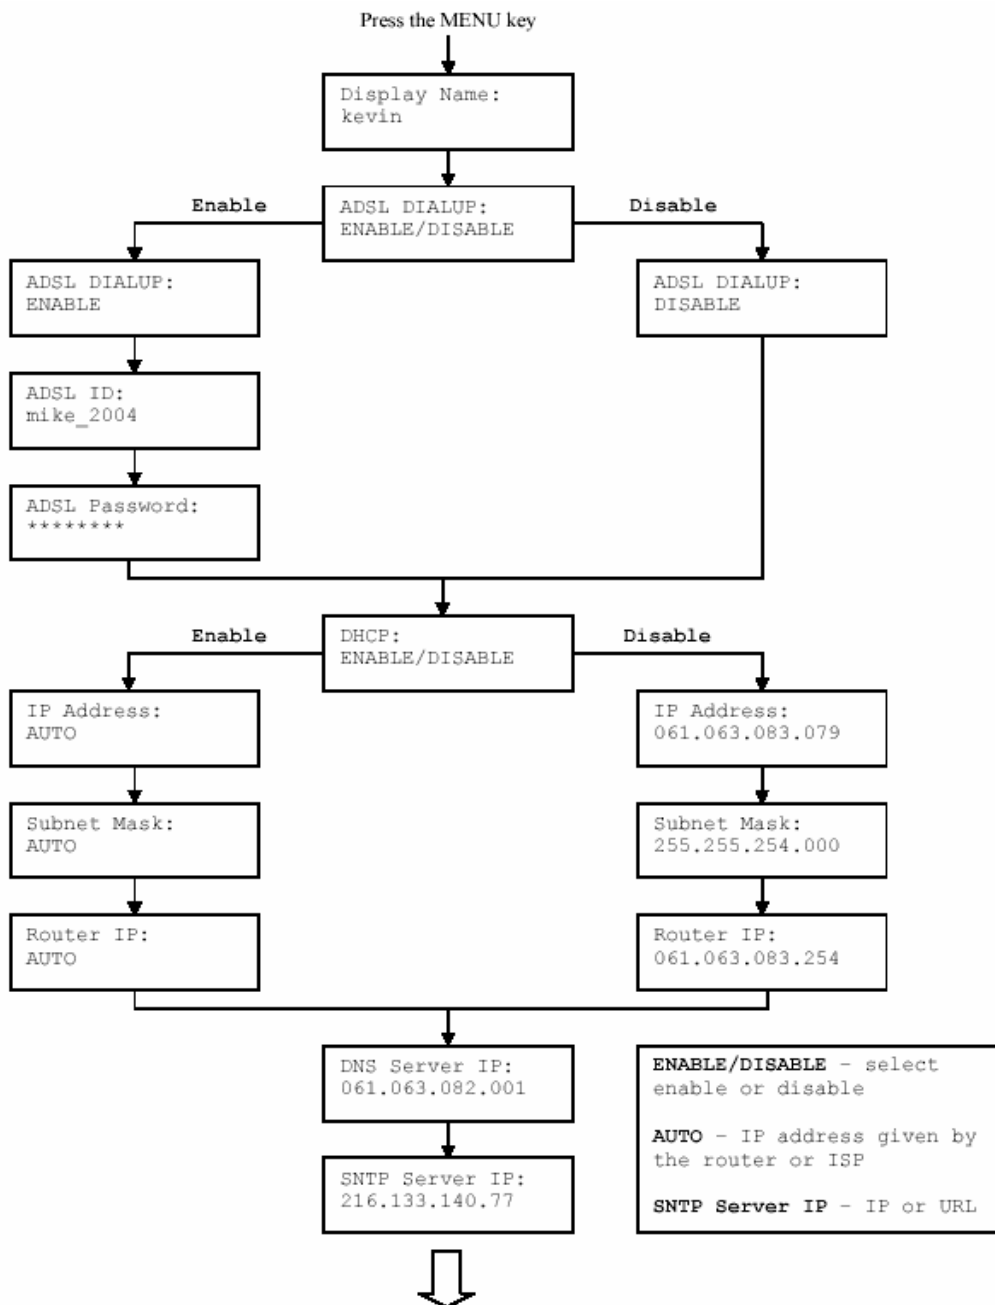 Press the MENU key
Display Name:
kevin
Enable
ADSL DIALUP:
ENABLE/DISABLE
Disable
ADSL DIALUP:
ENABLE
ADSL DIALUP:
DISABLE
ADSL ID:
mike_2004
ADSL Password:
********
Enable
DHCP:
ENABLE/DISABLE
Disable
IP Address:
AUTO
IP Address:
061.063.083.079
Subnet Mask:
AUTO
Subnet Mask:
255.255.254.000
Router IP:
AUTO
Router IP:
061.063.083.254
DNS Server IP:
061.063.082.001
SNTP Server IP:
216.133.140.77
ENABLE/DISABLE – select
enable or disable
AUTO – IP address given by
the router or ISP
SNTP Server IP – IP or URL